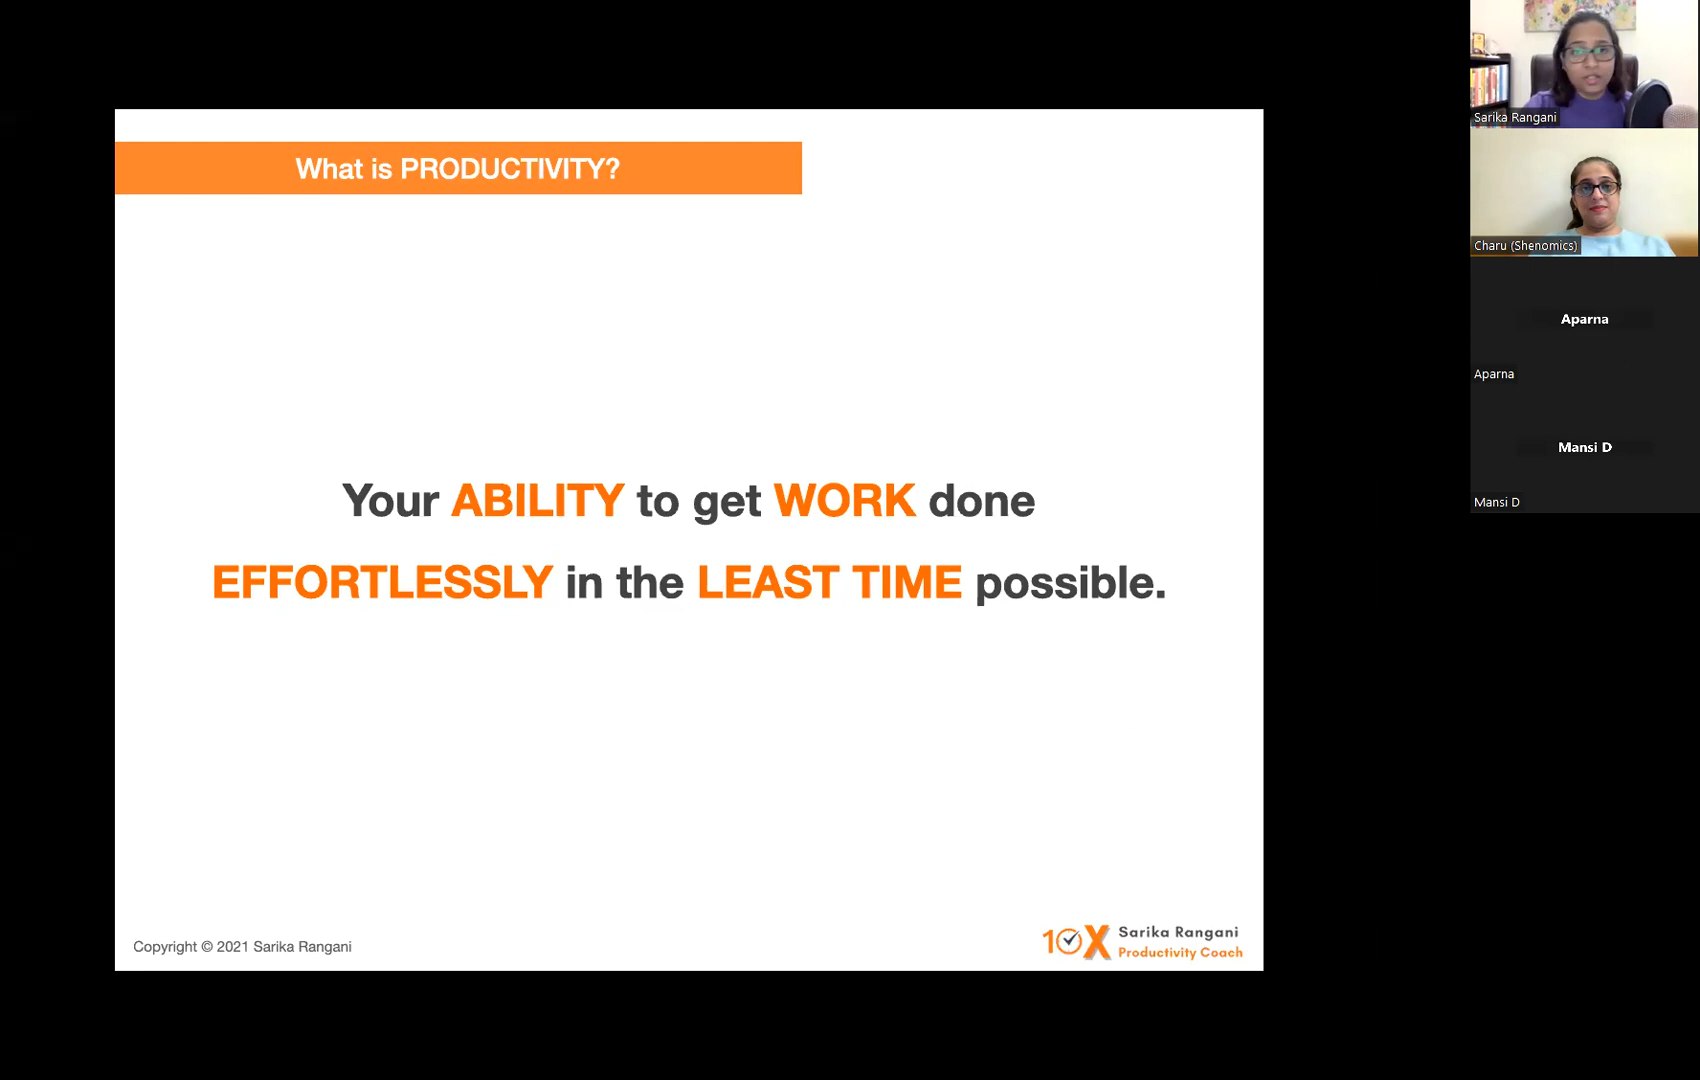 What is PRODUCTIVITY?
Your ABILITY to get WORK done
EFFORTLESSLY in the LEAST TIME possible.
Copyright © 2021 Sarika Rangani
10X
Sarika Rangani
Productivity Coach
Sarika Rangani
Charu (Shenomics)
Aparna
Aparna
Mansi D
Mansi D